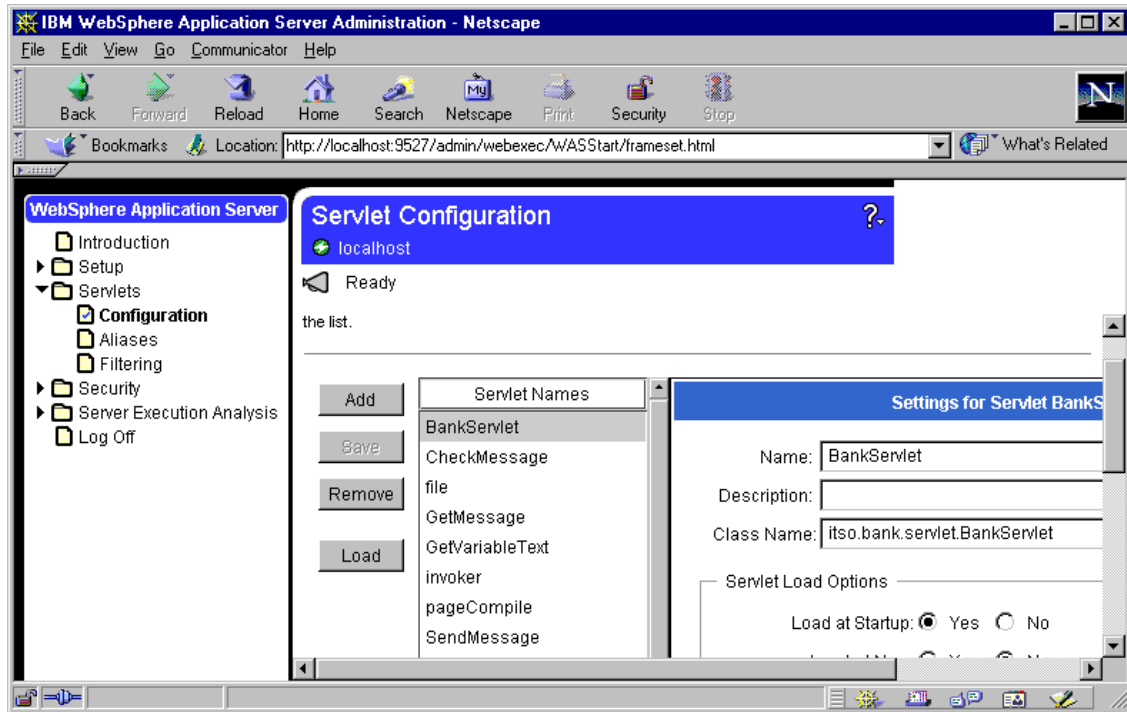 IBM WebSphere Application Server Administration - Netscape
File Edit View Go Communicator Help
Back Forward Reload Home Search Netscape Print Security Stop
My
N
Bookmarks Location: http://localhost:9527/admin/webexec/WASStart/frameset.html What's Related
WebSphere Application Server
Introduction
Setup
Servlets
Configuration
Aliases
Filtering
Security
Server Execution Analysis
Log Off
Servlet Configuration
?
localhost
Ready
the list.
Add
Save
Remove
Load
Servlet Names
BankServlet
CheckMessage
file
GetMessage
GetVariableText
invoker
pageCompile
SendMessage
Settings for Servlet BankS
Name: BankServlet
Description:
Class Name: itso.bank.servlet.BankServlet
Servlet Load Options
Load at Startup: Yes No